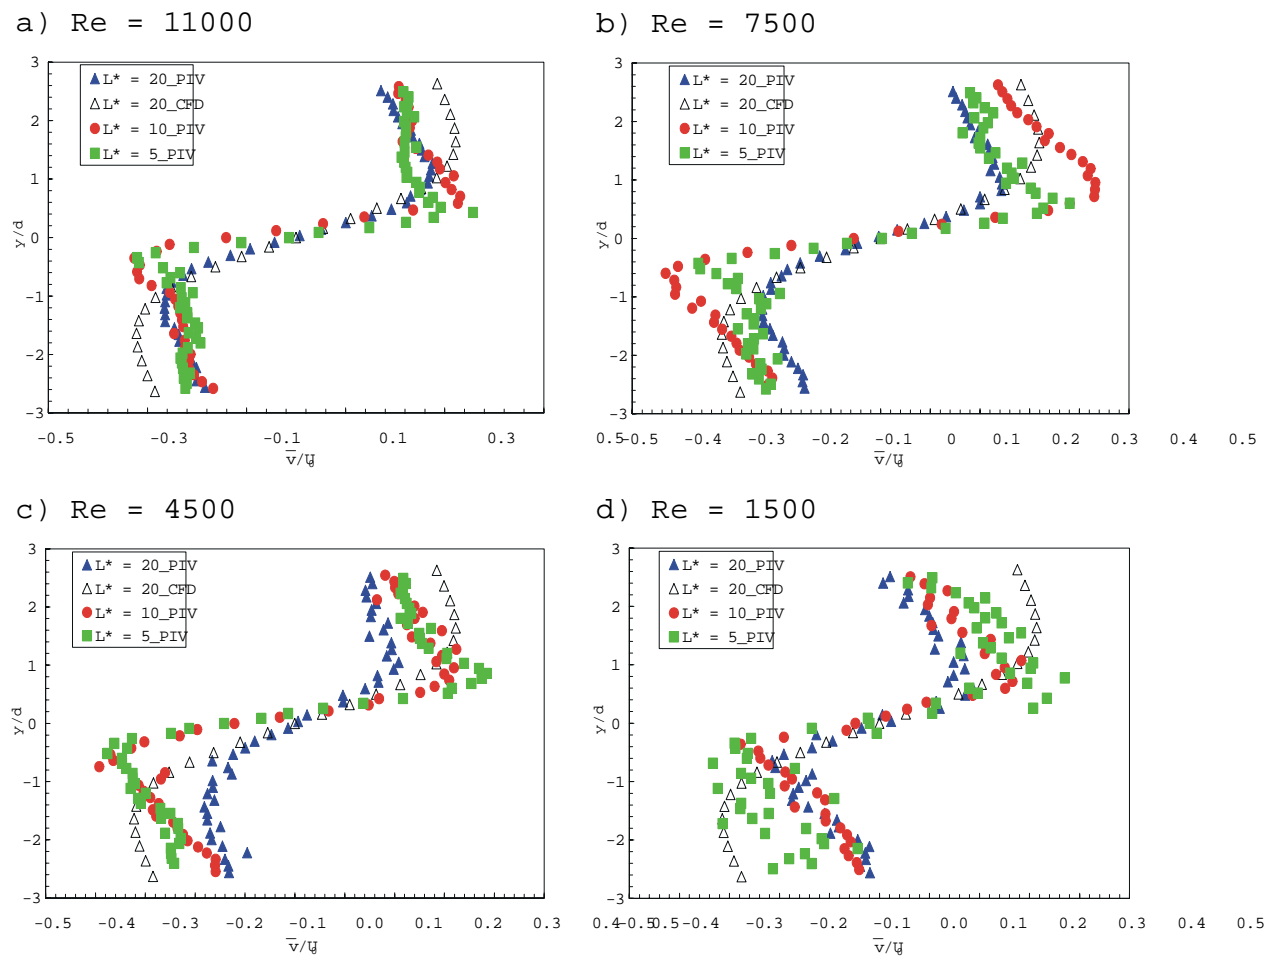 a) Re = 11000
b) Re = 7500
L* = 20_PIV
L* = 20_CFD
L* = 10_PIV
L* = 5_PIV
L* = 20_PIV
L* = 20_CFD
L* = 10_PIV
L* = 5_PIV
3
2
1
0
-1
-2
-3
y/d
3
2
1
0
-1
-2
-3
y/d
-0.5 -0.3 -0.1 0.1 0.3 0.5
v̅/U₀
-0.5 -0.4 -0.3 -0.2 -0.1 0 0.1 0.2 0.3 0.4 0.5
v̅/U₀
c) Re = 4500
d) Re = 1500
L* = 20_PIV
L* = 20_CFD
L* = 10_PIV
L* = 5_PIV
L* = 20_PIV
L* = 20_CFD
L* = 10_PIV
L* = 5_PIV
3
2
1
0
-1
-2
-3
y/d
3
2
1
0
-1
-2
-3
y/d
-0.5 -0.4 -0.3 -0.2 -0.1 0.0 0.1 0.2 0.3 0.4 0.5
v̅/U₀
-0.5 -0.4 -0.3 -0.2 -0.1 0.0 0.1 0.2 0.3 0.4 0.5
v̅/U₀